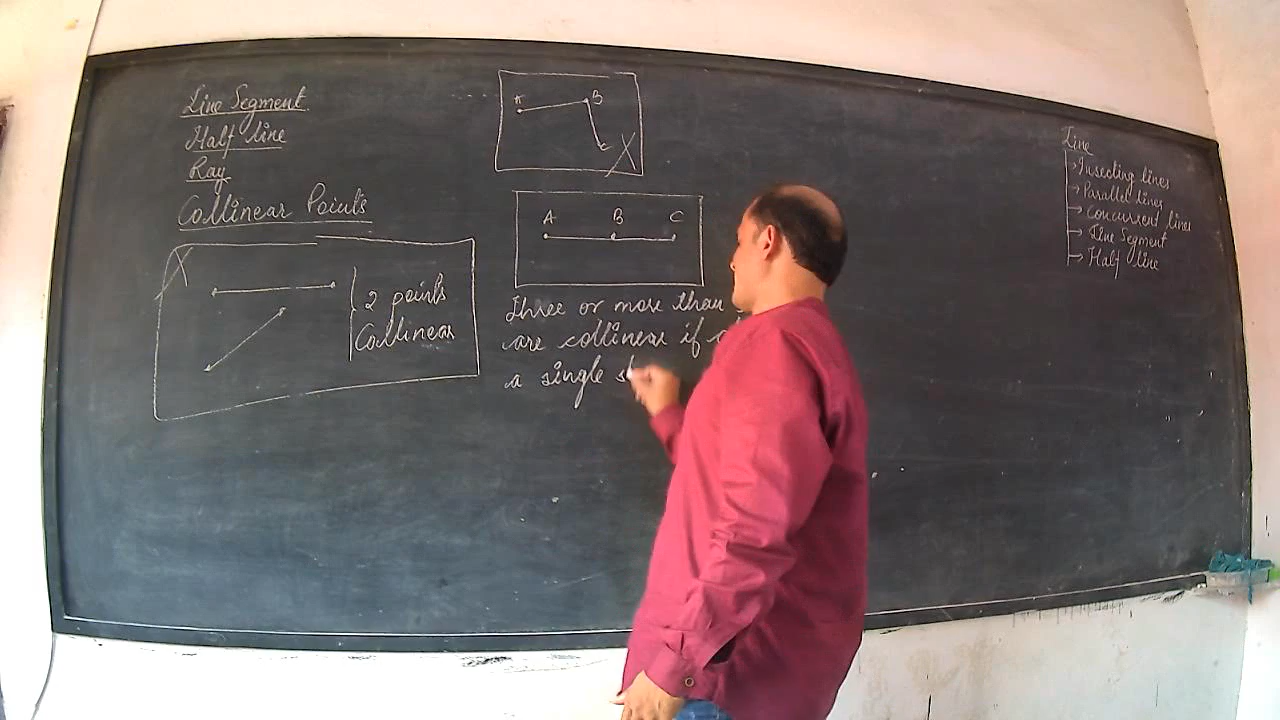 Line Segment
Half line
Ray
Collinear Points
X
2 points
Collinear
A B
C
X
A B C
Three or more than
are collinear if
a single
Line
Insecting lines
Parallel lines
Concurrent lines
Line Segment
Half line